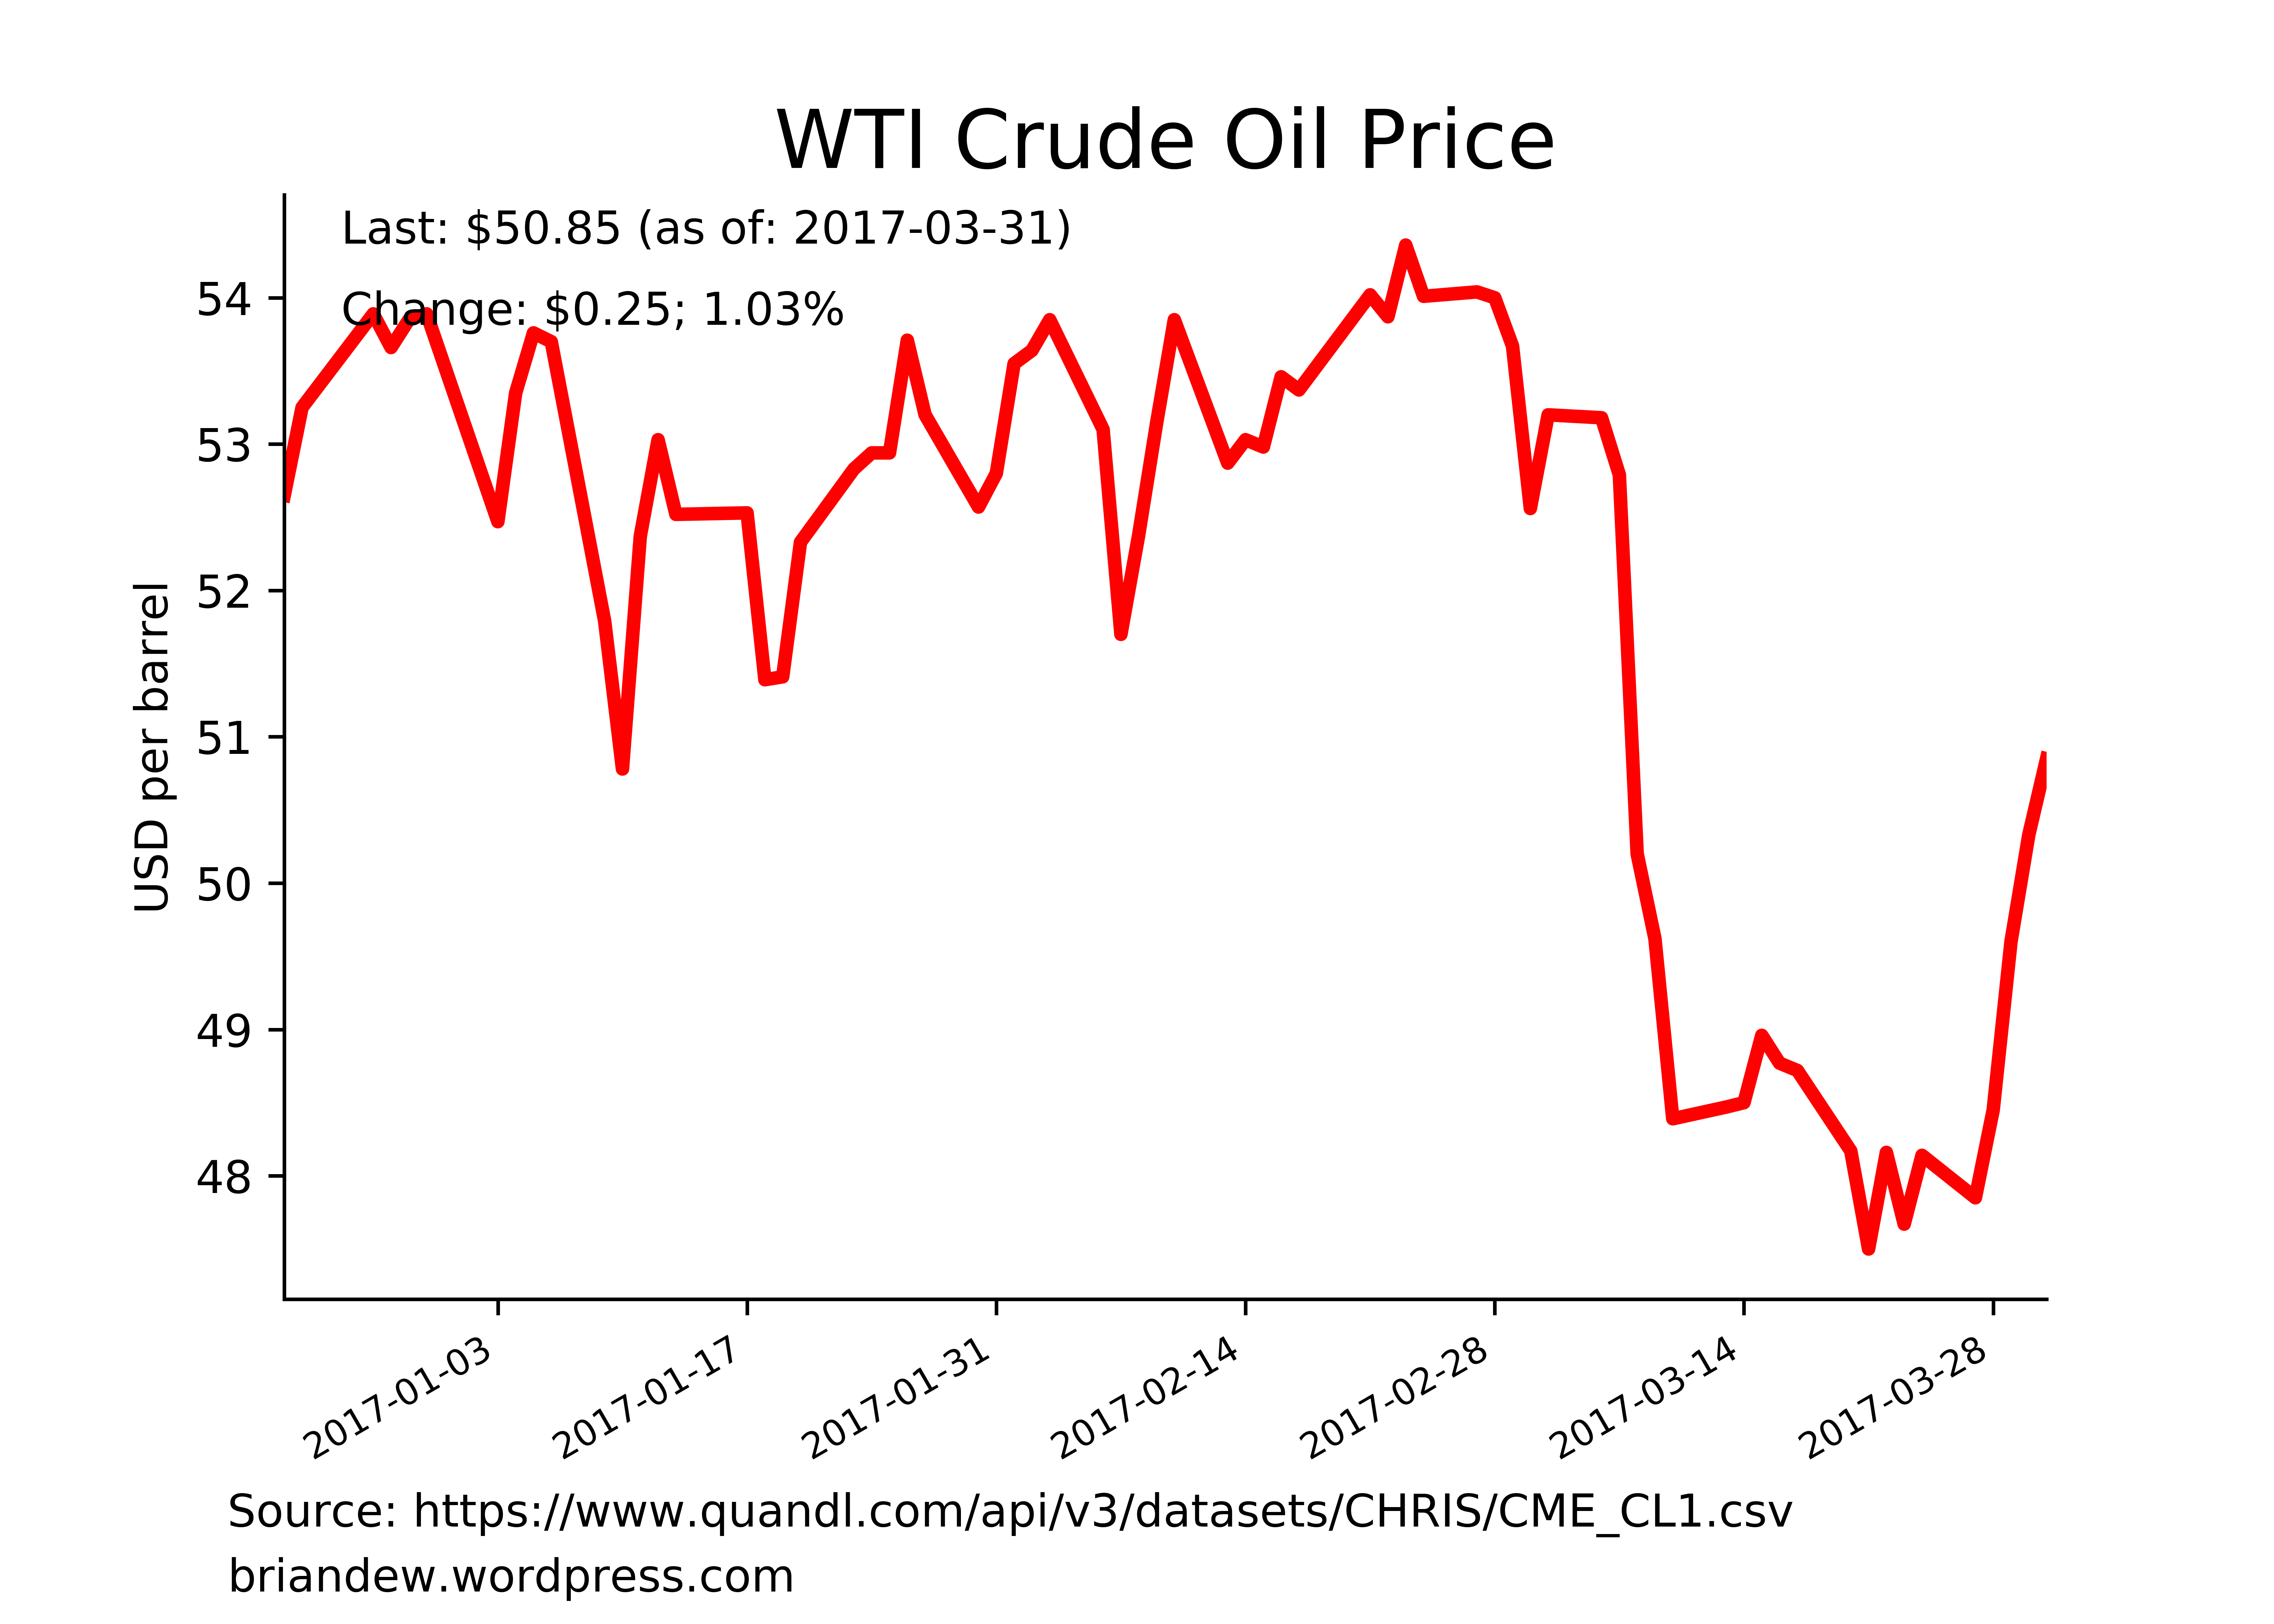 WTI Crude Oil Price
Last: $50.85 (as of: 2017-03-31)
Change: $0.25; 1.03%
54
53
52
51
50
49
48
USD per barrel
2017-01-03
2017-01-17
2017-01-31
2017-02-14
2017-02-28
2017-03-14
2017-03-28
Source: https://www.quandl.com/api/v3/datasets/CHRIS/CME_CL1.csv
briandew.wordpress.com